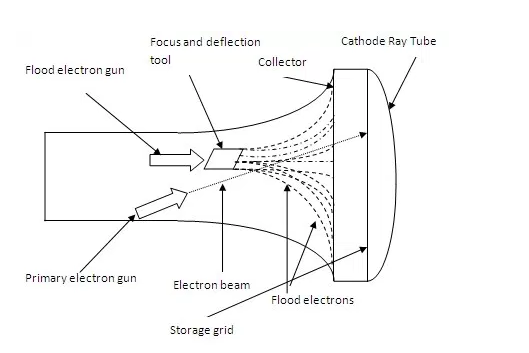 Cathode Ray Tube
Focus and deflection
tool
Collector
Flood electron gun
Primary electron gun
Electron beam
Flood electrons
Storage grid